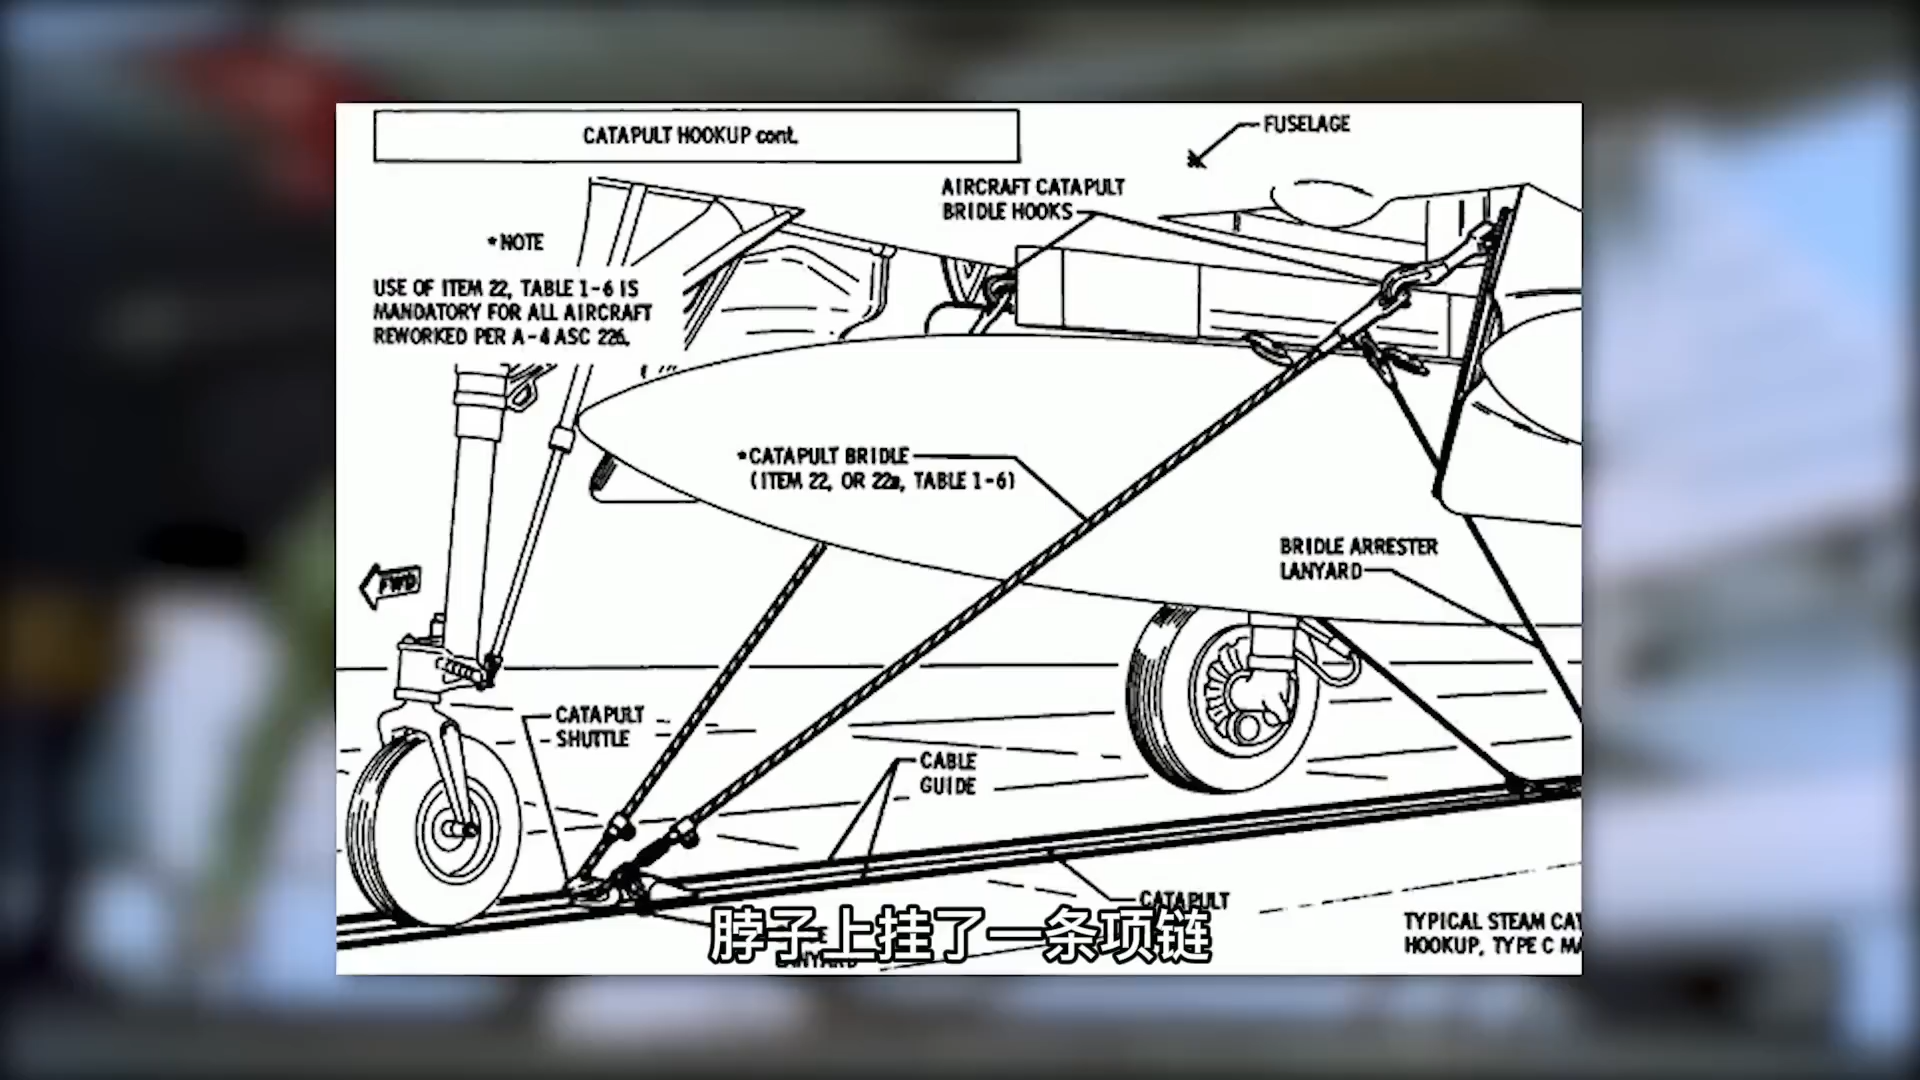 CATAPULT HOOKUP cont.
FUSELAGE
AIRCRAFT CATAPULT
BRIDLE HOOKS
*NOTE
USE OF ITEM 22, TABLE 1-6 IS
MANDATORY FOR ALL AIRCRAFT
REWORKED PER A-4 ASC 226.
*CATAPULT BRIDLE
(ITEM 22, OR 22a, TABLE 1-6)
BRIDLE ARRESTER
LANYARD
FWD
CATAPULT
SHUTTLE
CABLE
GUIDE
CATAPULT
TYPICAL STEAM CAT
HOOKUP, TYPE C MA
LANYARD
脖子上挂了一条项链